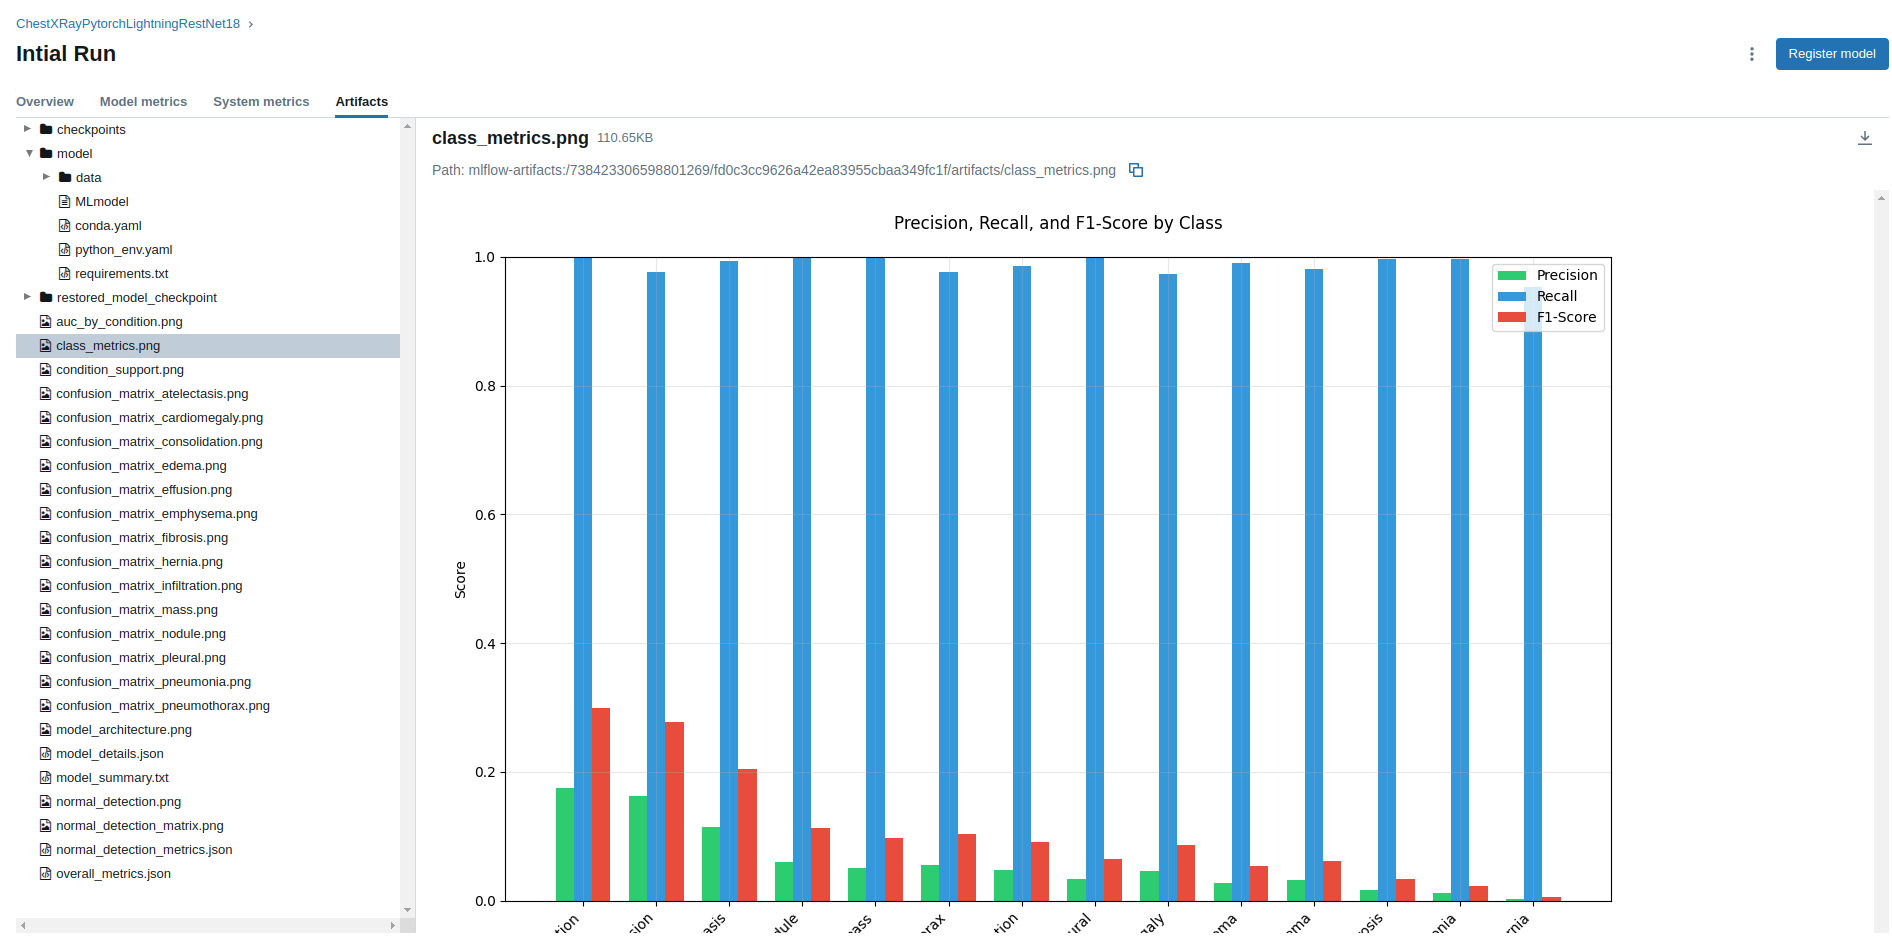 ChestXRayPytorchLightningRestNet18
Intial Run
Register model
Overview Model metrics System metrics Artifacts
checkpoints
model
data
MLmodel
conda.yaml
python_env.yaml
requirements.txt
restored_model_checkpoint
auc_by_condition.png
class_metrics.png
condition_support.png
confusion_matrix_atelectasis.png
confusion_matrix_cardiomegaly.png
confusion_matrix_consolidation.png
confusion_matrix_edema.png
confusion_matrix_effusion.png
confusion_matrix_emphysema.png
confusion_matrix_fibrosis.png
confusion_matrix_hernia.png
confusion_matrix_infiltration.png
confusion_matrix_mass.png
confusion_matrix_nodule.png
confusion_matrix_pleural.png
confusion_matrix_pneumonia.png
confusion_matrix_pneumothorax.png
model_architecture.png
model_details.json
model_summary.txt
normal_detection.png
normal_detection_matrix.png
normal_detection_metrics.json
overall_metrics.json
class_metrics.png 110.65KB
Path: mlflow-artifacts:/738423306598801269/fd0c3cc9626a42ea83955cbaa349fc1f/artifacts/class_metrics.png
Precision, Recall, and F1-Score by Class
Precision
Recall
F1-Score
1.0
0.8
0.6
0.4
0.2
0.0
Score